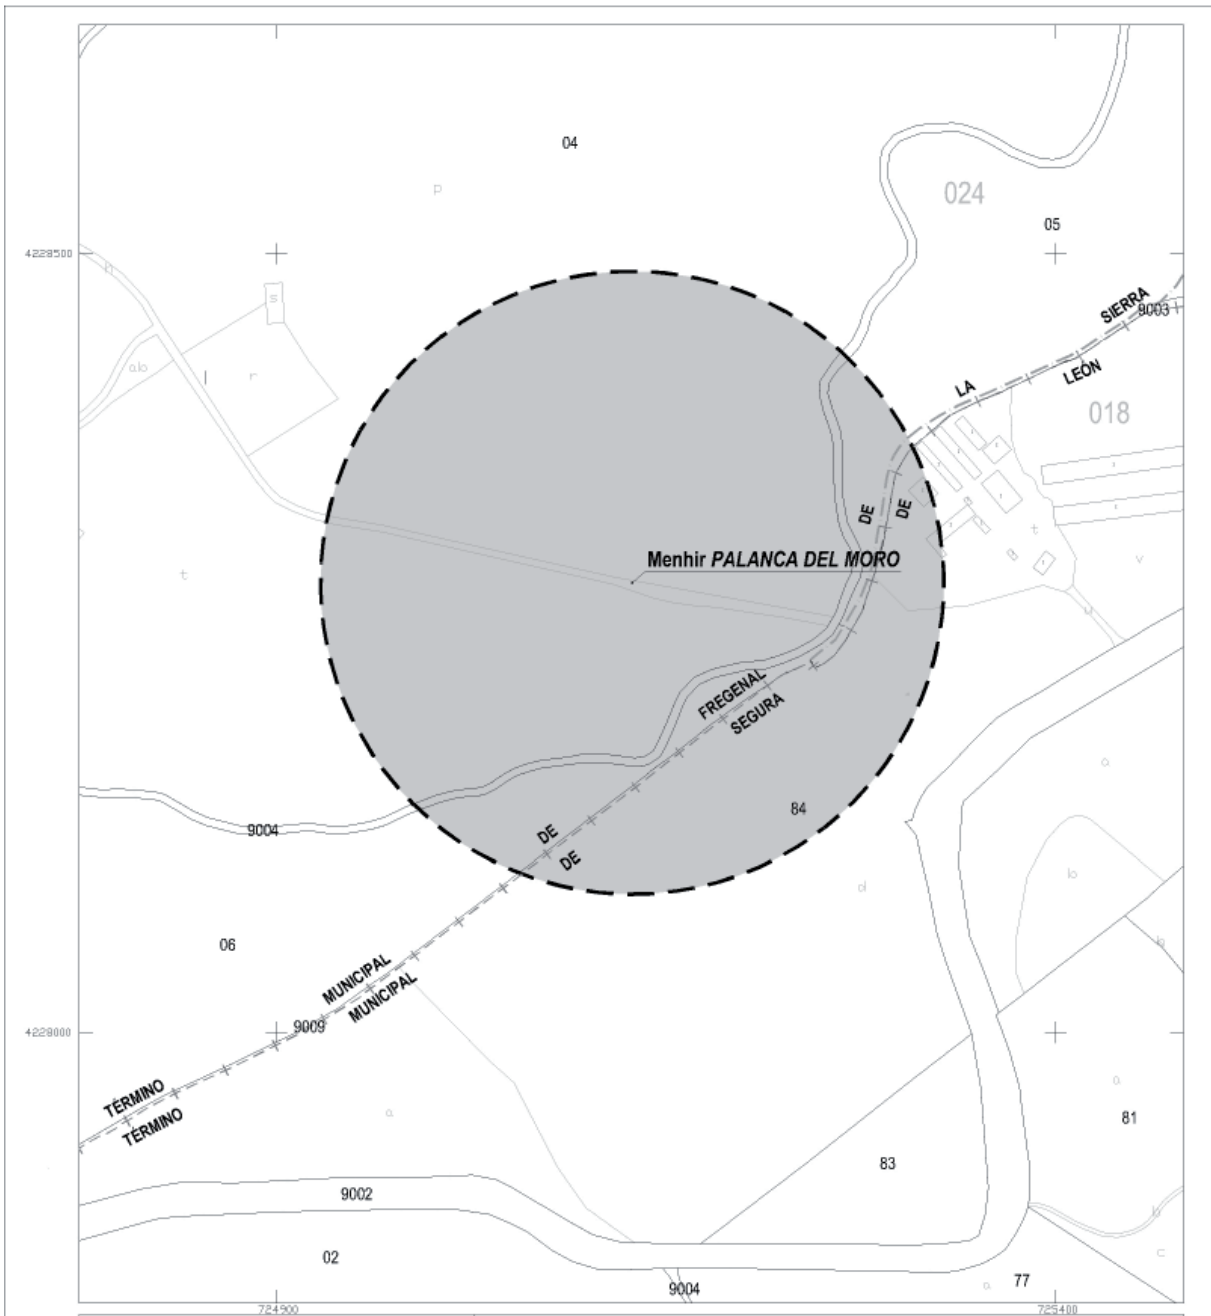 04
p
024
05
4228500
h
s
SIERRA
9003
ab
r
LA
LEÓN
018
DE
DE
t
t
v
Menhir PALANCA DEL MORO
u
FREGENAL
SEGURA
a
84
9004
DE
DE
b
d
06
h
MUNICIPAL
MUNICIPAL
9009
4228000
a
TÉRMINO
TÉRMINO
a
81
83
9002
b
02
c
77
a
9004
724900
725400